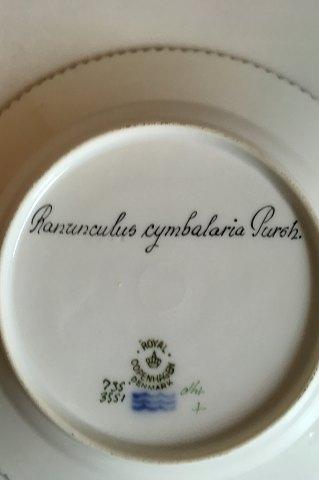 Ranunculus cymbalaria Pursh.
ROYAL
COPENHAGEN
DENMARK
735
3551